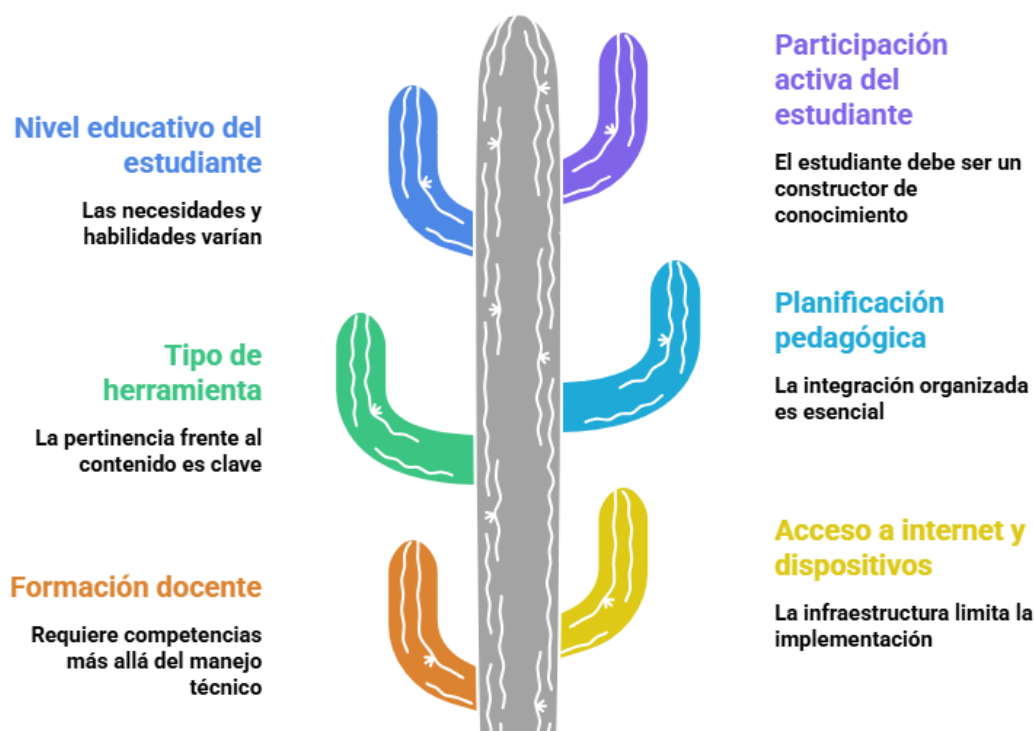 Nivel educativo del
estudiante
Las necesidades y
habilidades varían
Tipo de
herramienta
La pertinencia frente al
contenido es clave
Formación docente
Requiere competencias
más allá del manejo
técnico
Participación
activa del
estudiante
El estudiante debe ser un
constructor de
conocimiento
Planificación
pedagógica
La integración organizada
es esencial
Acceso a internet y
dispositivos
La infraestructura limita la
implementación